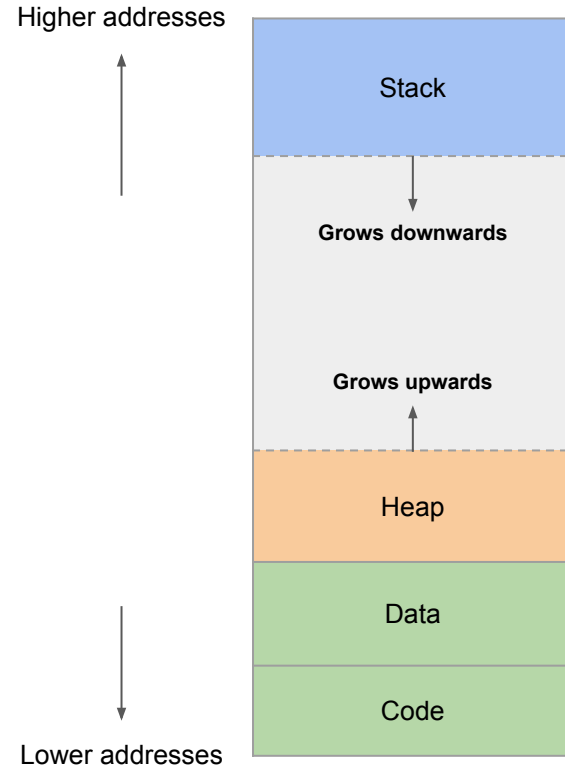 Higher addresses
Stack
Grows downwards
Grows upwards
Heap
Data
Code
Lower addresses